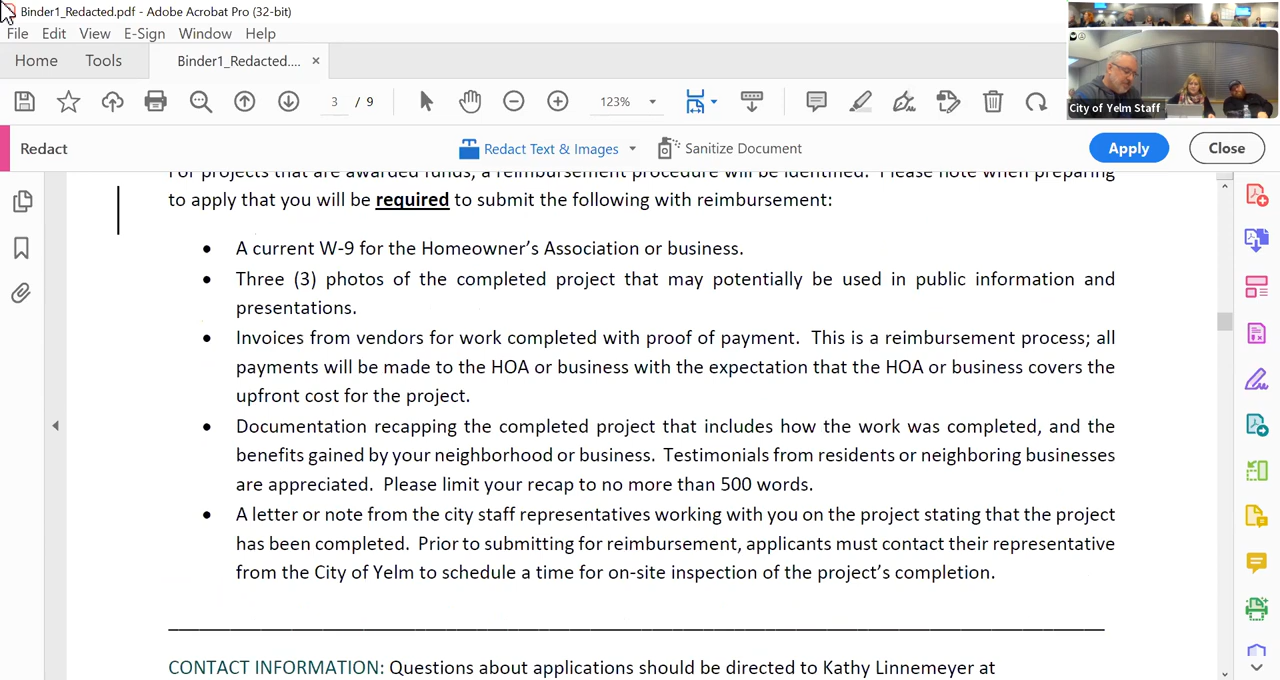 Binder1_Redacted.pdf - Adobe Acrobat Pro (32-bit)
File Edit View E-Sign Window Help
Home Tools Binder1_Redacted.... ×
3 / 9 123%
City of Yelm Staff
Redact Redact Text & Images Sanitize Document Apply Close
For projects that are awarded funds, a reimbursement procedure will be identified. Please note when preparing
to apply that you will be required to submit the following with reimbursement:
• A current W-9 for the Homeowner's Association or business.
• Three (3) photos of the completed project that may potentially be used in public information and
presentations.
• Invoices from vendors for work completed with proof of payment. This is a reimbursement process; all
payments will be made to the HOA or business with the expectation that the HOA or business covers the
upfront cost for the project.
• Documentation recapping the completed project that includes how the work was completed, and the
benefits gained by your neighborhood or business. Testimonials from residents or neighboring businesses
are appreciated. Please limit your recap to no more than 500 words.
• A letter or note from the city staff representatives working with you on the project stating that the project
has been completed. Prior to submitting for reimbursement, applicants must contact their representative
from the City of Yelm to schedule a time for on-site inspection of the project's completion.
CONTACT INFORMATION: Questions about applications should be directed to Kathy Linnemeyer at